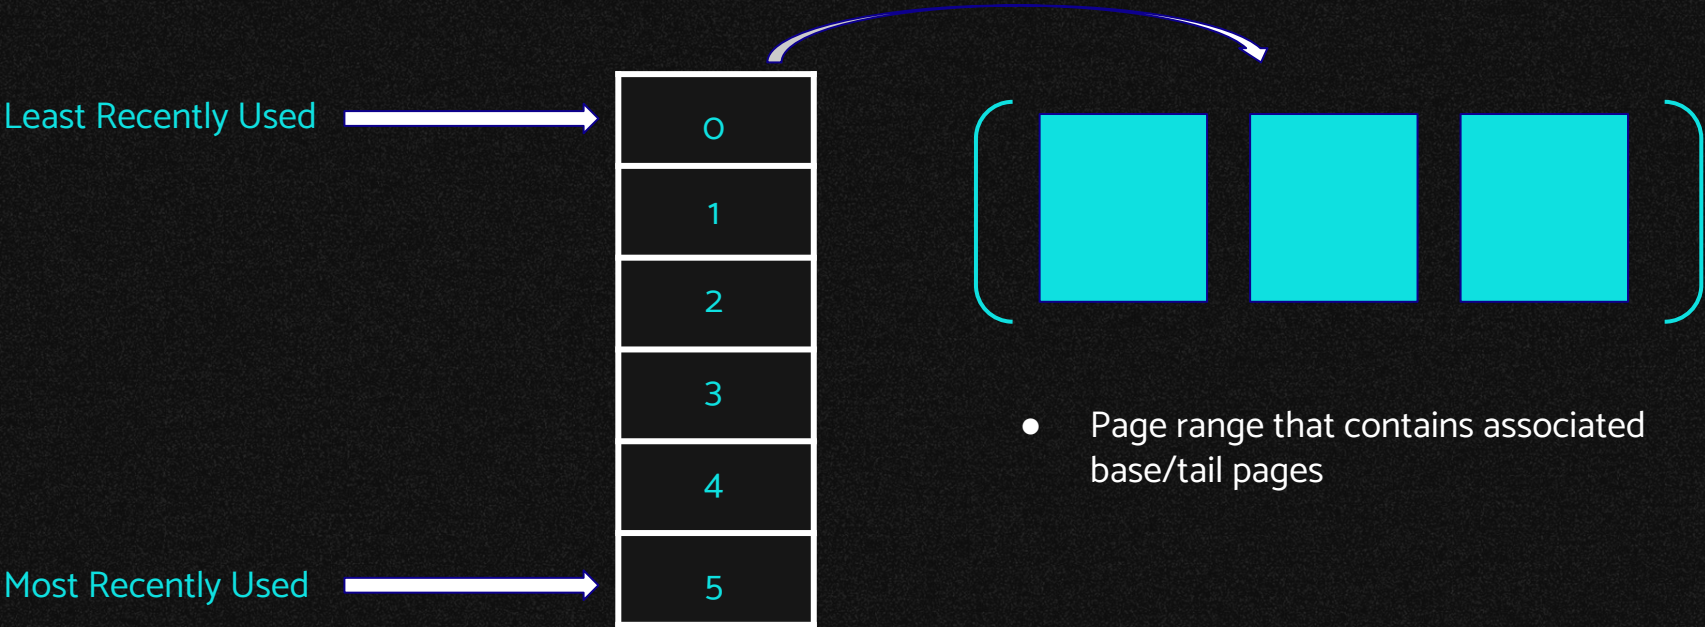 Least Recently Used
0
1
2
3
4
Most Recently Used
5
● Page range that contains associated
base/tail pages